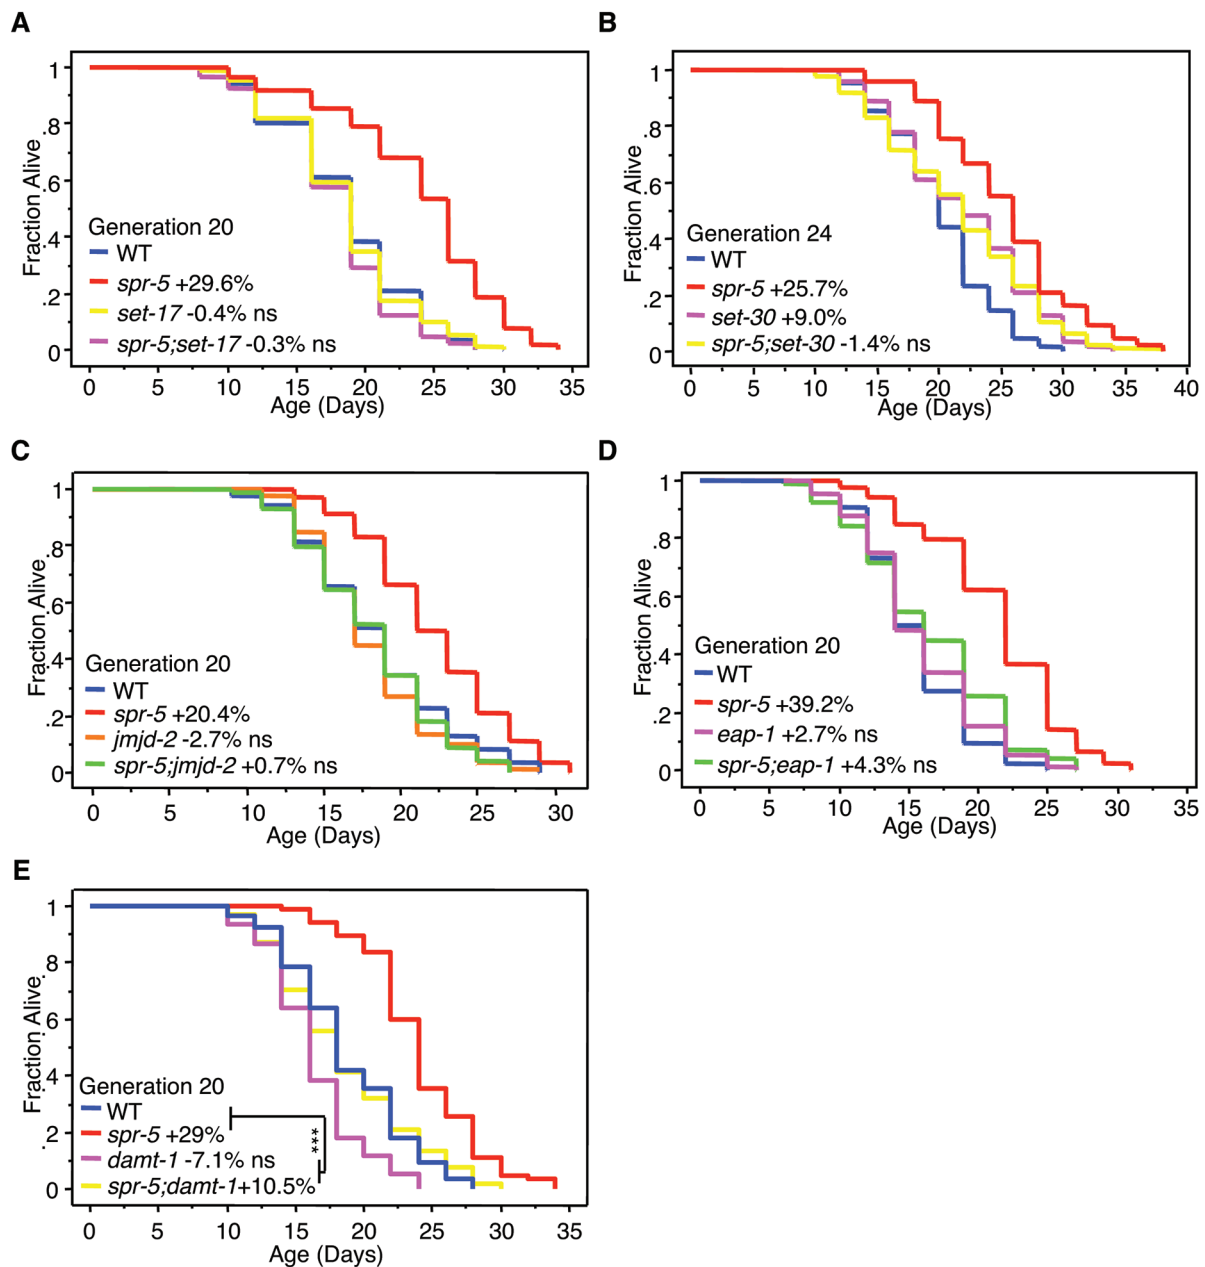 A
1
.8
.6
.4
.2
0
Fraction Alive
Generation 20
WT
spr-5 +29.6%
set-17 -0.4% ns
spr-5;set-17 -0.3% ns
0 5 10 15 20 25 30 35
Age (Days)
B
1
.8
.6
.4
.2
0
Fraction Alive
Generation 24
WT
spr-5 +25.7%
set-30 +9.0%
spr-5;set-30 -1.4% ns
0 5 10 15 20 25 30 35 40
Age (Days)
C
1
.8
.6
.4
.2
0
Fraction Alive
Generation 20
WT
spr-5 +20.4%
jmjd-2 -2.7% ns
spr-5;jmjd-2 +0.7% ns
0 5 10 15 20 25 30
Age (Days)
D
1
.8
.6
.4
.2
0
Fraction Alive
Generation 20
WT
spr-5 +39.2%
eap-1 +2.7% ns
spr-5;eap-1 +4.3% ns
0 5 10 15 20 25 30 35
Age (Days)
E
1
.8
.6
.4
2
0
Fraction Alive
Generation 20
WT
spr-5 +29%
damt-1 -7.1% ns
spr-5;damt-1+10.5%
***
0 5 10 15 20 25 30 35
Age (Days)